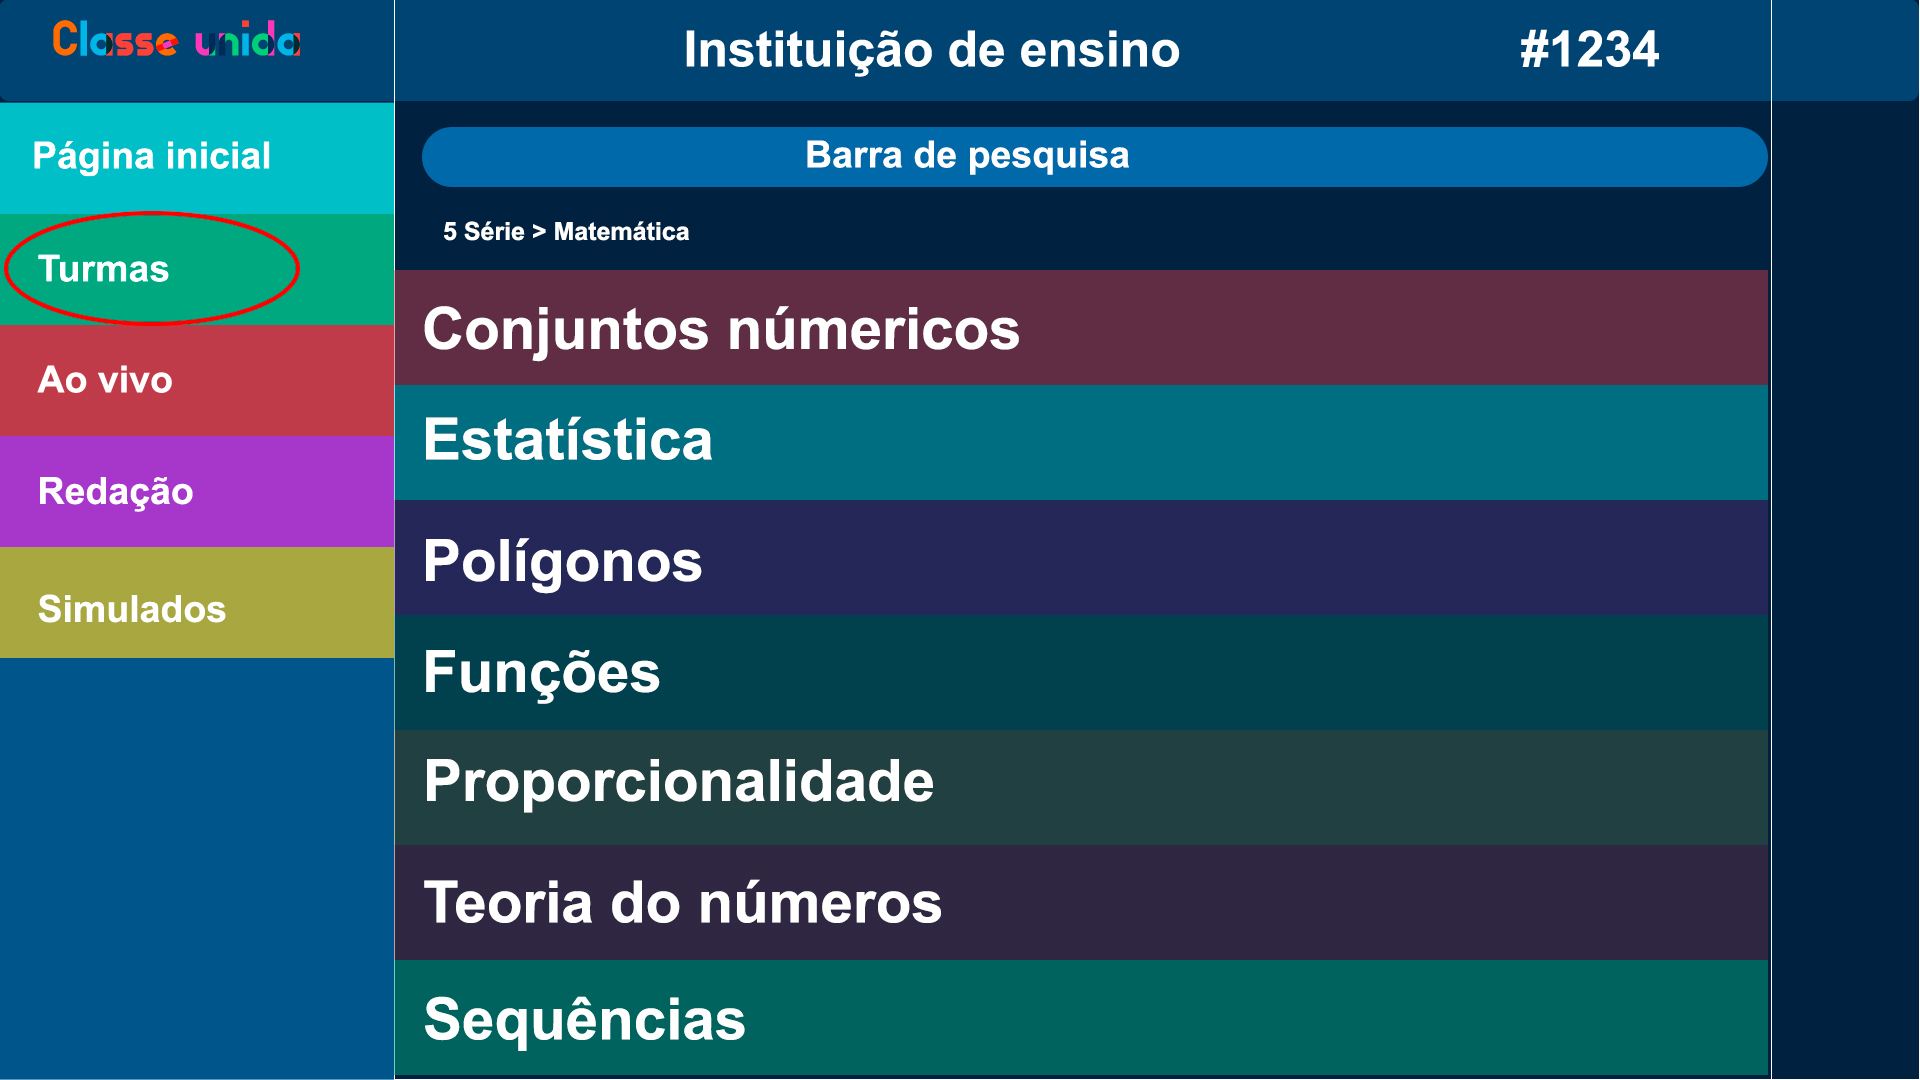 Classe unida
Instituição de ensino
#1234
Página inicial
Turmas
Ao vivo
Redação
Simulados
Barra de pesquisa
5 Série > Matemática
Conjuntos númericos
Estatística
Polígonos
Funções
Proporcionalidade
Teoria do números
Sequências